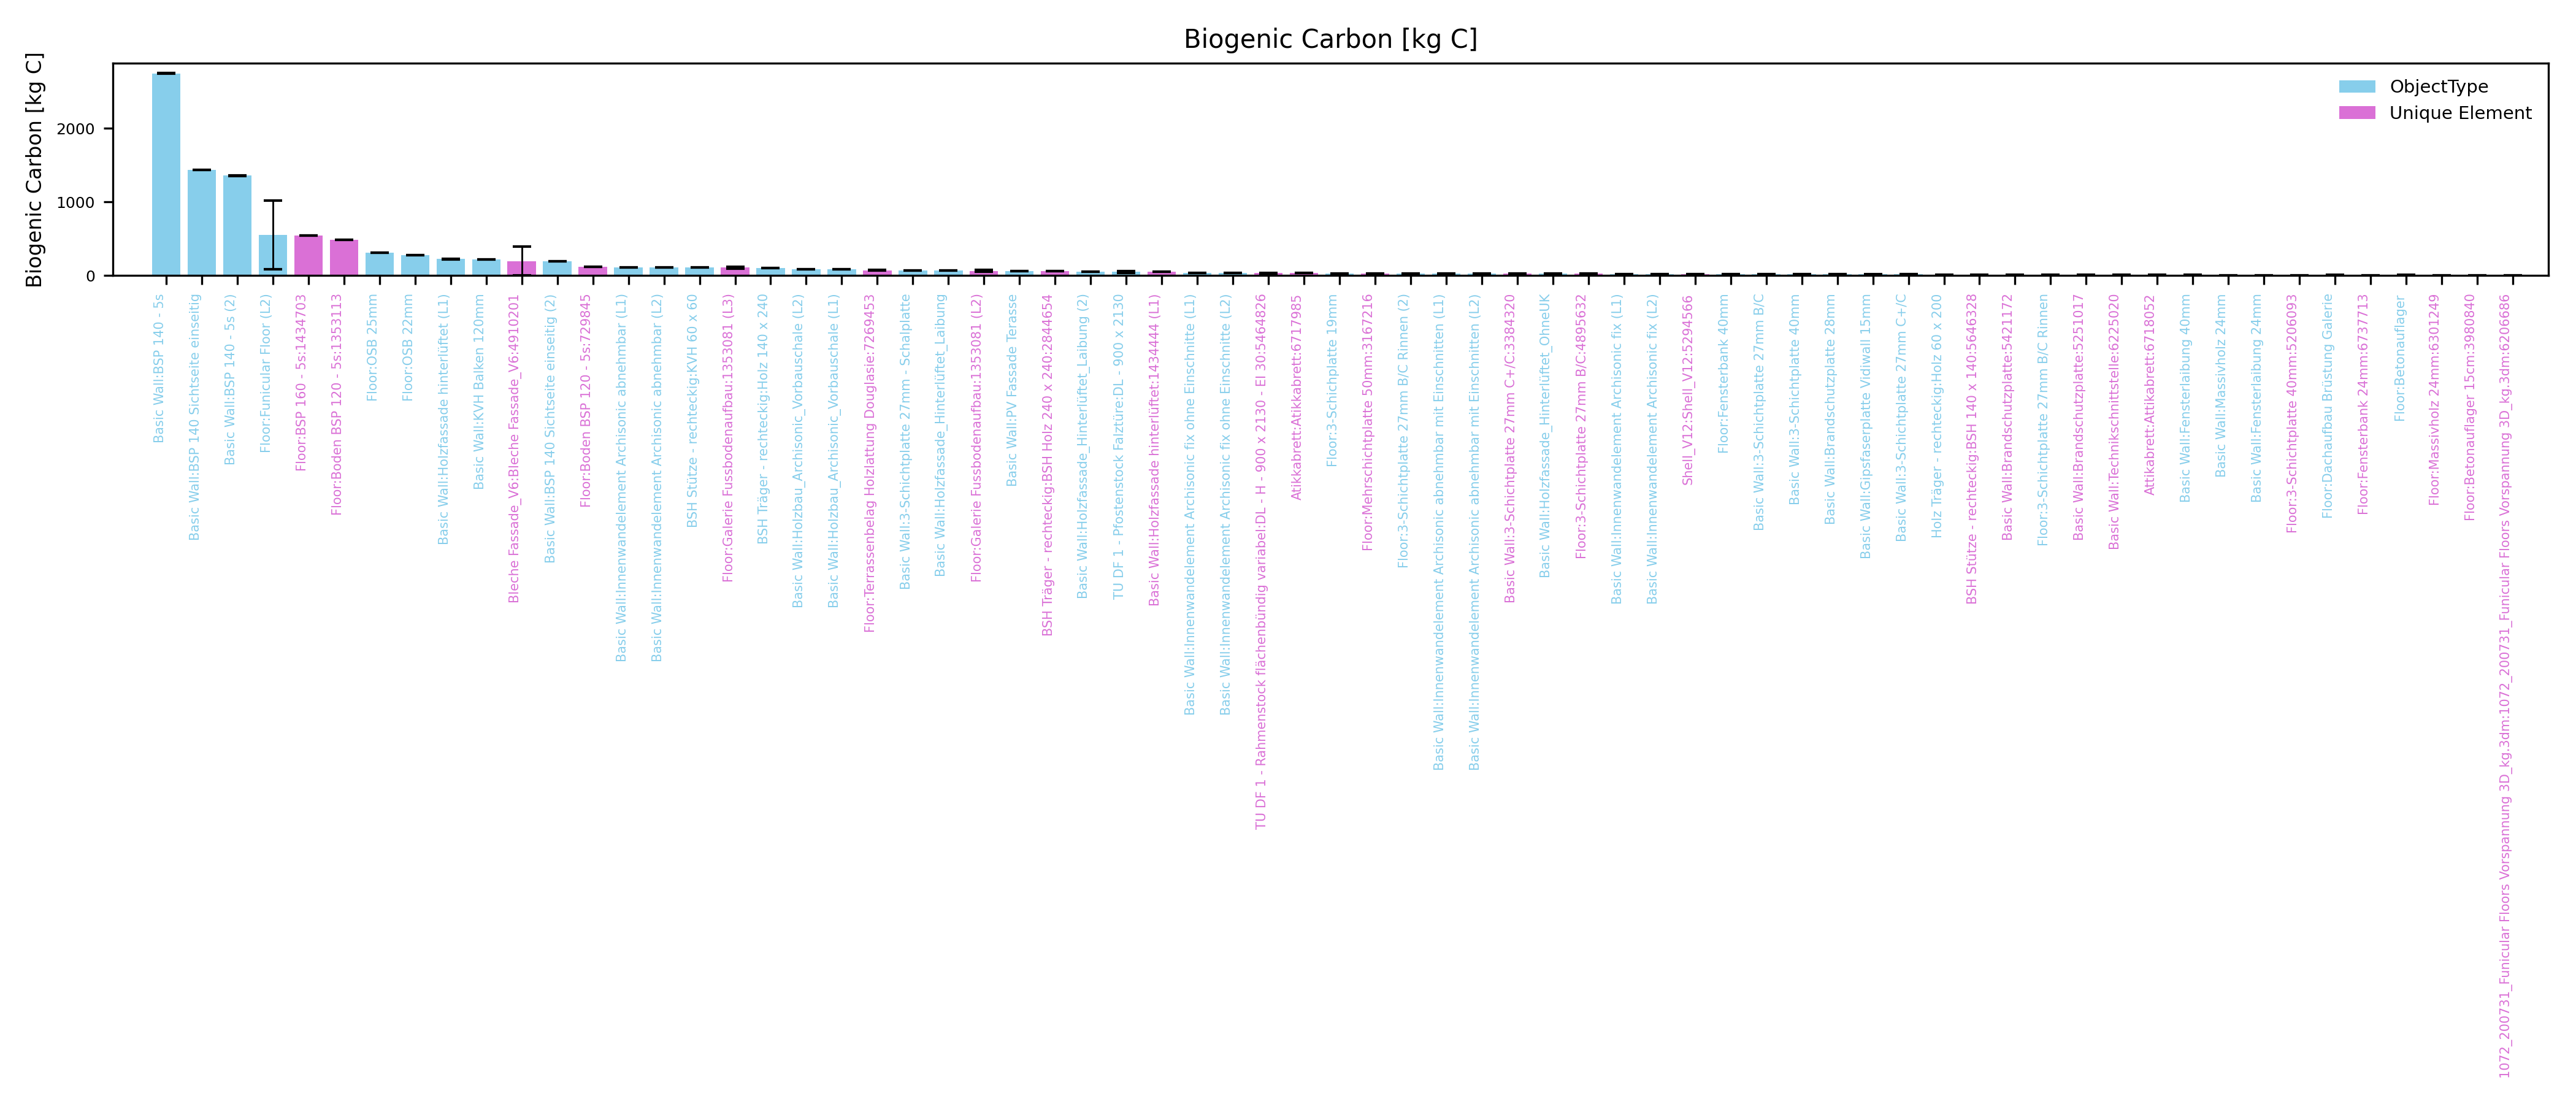 Biogenic Carbon [kg C]
Biogenic Carbon [kg C]
2000
1000
0
ObjectType
Unique Element
Basic Wall:BSP 140 - 5s
Basic Wall:BSP 140 Sichtseite einseitig
Basic Wall:BSP 140 - 5s (2)
Floor:Funicular Floor (L2)
Floor:BSP 160 - 5s:1434703
Floor:Boden BSP 120 - 5s:1353113
Floor:OSB 25mm
Floor:OSB 22mm
Basic Wall:Holzfassade hinterlüftet (L1)
Basic Wall:KVH Balken 120mm
Bleche Fassade_V6:Bleche Fassade_V6:4910201
Basic Wall:BSP 140 Sichtseite einseitig (2)
Floor:Boden BSP 120 - 5s:729845
Basic Wall:Innenwandelement Archisonic abnehmbar (L1)
Basic Wall:Innenwandelement Archisonic abnehmbar (L2)
BSH Stütze - rechteckig:KVH 60 x 60
Floor:Galerie Fussbodenaufbau:1353081 (L3)
BSH Träger - rechteckig:Holz 140 x 240
Basic Wall:Holzbau_Archisonic_Vorbauschale (L2)
Basic Wall:Holzbau_Archisonic_Vorbauschale (L1)
Floor:Terrassenbelag Holzlattung Douglasie:7269453
Basic Wall:3-Schichtplatte 27mm - Schalplatte
Basic Wall:Holzfassade_Hinterlüftet_Laibung
Floor:Galerie Fussbodenaufbau:1353081 (L2)
Basic Wall:PV Fassade Terasse
BSH Träger - rechteckig:BSH Holz 240 x 240:2844654
Basic Wall:Holzfassade_Hinterlüftet_Laibung (2)
TU DF 1 - Pfostenstock Falztüre:DL - 900 x 2130
Basic Wall:Holzfassade hinterlüftet:1434444 (L1)
Basic Wall:Innenwandelement Archisonic fix ohne Einschnitte (L1)
Basic Wall:Innenwandelement Archisonic fix ohne Einschnitte (L2)
TU DF 1 - Rahmenstock flächenbündig variabel:DL - H - 900 x 2130 - EI 30:5464826
Atikkabrett:Atikkabrett:6717985
Floor:3-Schichplatte 19mm
Floor:Mehrschichtplatte 50mm:3167216
Floor:3-Schichtplatte 27mm B/C Rinnen (2)
Basic Wall:Innenwandelement Archisonic abnehmbar mit Einschnitten (L1)
Basic Wall:Innenwandelement Archisonic abnehmbar mit Einschnitten (L2)
Basic Wall:3-Schichtplatte 27mm C+/C:3384320
Basic Wall:Holzfassade_Hinterlüftet_OhneUK
Floor:3-Schichtplatte 27mm B/C:4895632
Basic Wall:Innenwandelement Archisonic fix (L1)
Basic Wall:Innenwandelement Archisonic fix (L2)
Shell_V12:Shell_V12:5294566
Floor:Fensterbank 40mm
Basic Wall:3-Schichtplatte 27mm B/C
Basic Wall:3-Schichtplatte 40mm
Basic Wall:Brandschutzplatte 28mm
Basic Wall:Gipsfaserplatte Vidiwall 15mm
Basic Wall:3-Schichtplatte 27mm C+/C
Holz Träger - rechteckig:Holz 60 x 200
BSH Stütze - rechteckig:BSH 140 x 140:5646328
Basic Wall:Brandschutzplatte:5421172
Floor:3-Schichtplatte 27mm B/C Rinnen
Basic Wall:Brandschutzplatte:5251017
Basic Wall:Technikschnittstelle:6225020
Attikabrett:Attikabrett:6718052
Basic Wall:Fensterlaibung 40mm
Basic Wall:Massivholz 24mm
Basic Wall:Fensterlaibung 24mm
Floor:3-Schichtplatte 40mm:5206093
Floor:Dachaufbau Brüstung Galerie
Floor:Fensterbank 24mm:6737713
Floor:Betonauflager
Floor:Massivholz 24mm:6301249
Floor:Betonauflager 15cm:3980840
1072_200731_Funicular Floors Vorspannung 3D_kg.3dm:1072_200731_Funicular Floors Vorspannung 3D_kg.3dm:6206686